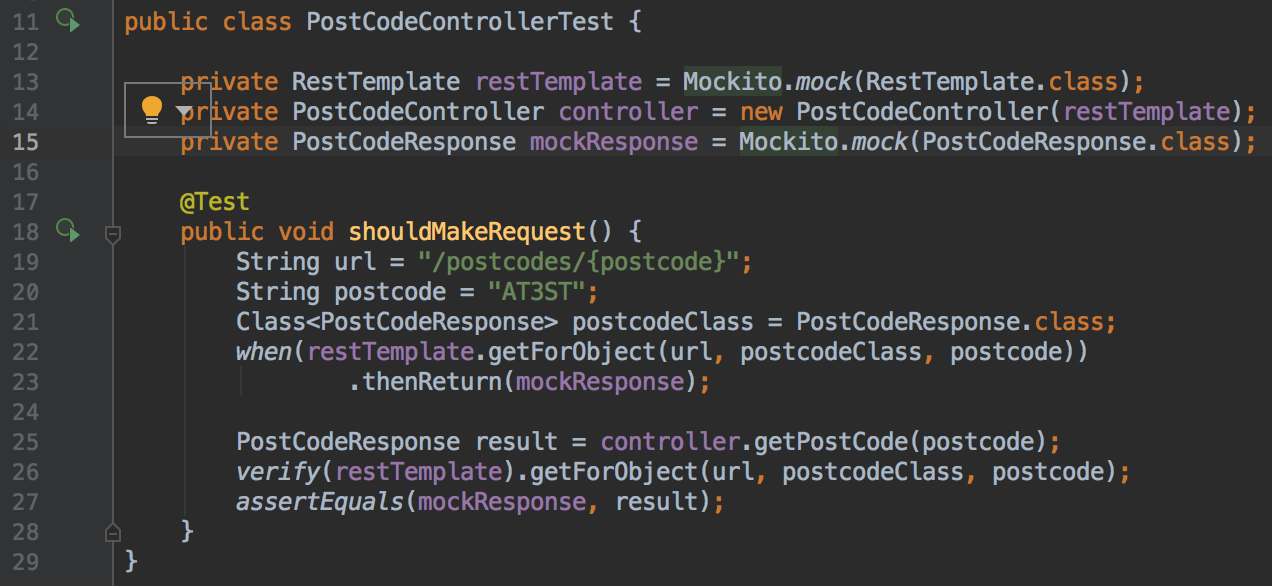 11 public class PostCodeControllerTest {
12
13 private RestTemplate restTemplate = Mockito.mock(RestTemplate.class);
14 private PostCodeController controller = new PostCodeController(restTemplate);
15 private PostCodeResponse mockResponse = Mockito.mock(PostCodeResponse.class);
16
17 @Test
18 public void shouldMakeRequest() {
19 String url = "/postcodes/{postcode}";
20 String postcode = "AT3ST";
21 Class<PostCodeResponse> postcodeClass = PostCodeResponse.class;
22 when(restTemplate.getForObject(url, postcodeClass, postcode))
23 .thenReturn(mockResponse);
24
25 PostCodeResponse result = controller.getPostCode(postcode);
26 verify(restTemplate).getForObject(url, postcodeClass, postcode);
27 assertEquals(mockResponse, result);
28 }
29 }